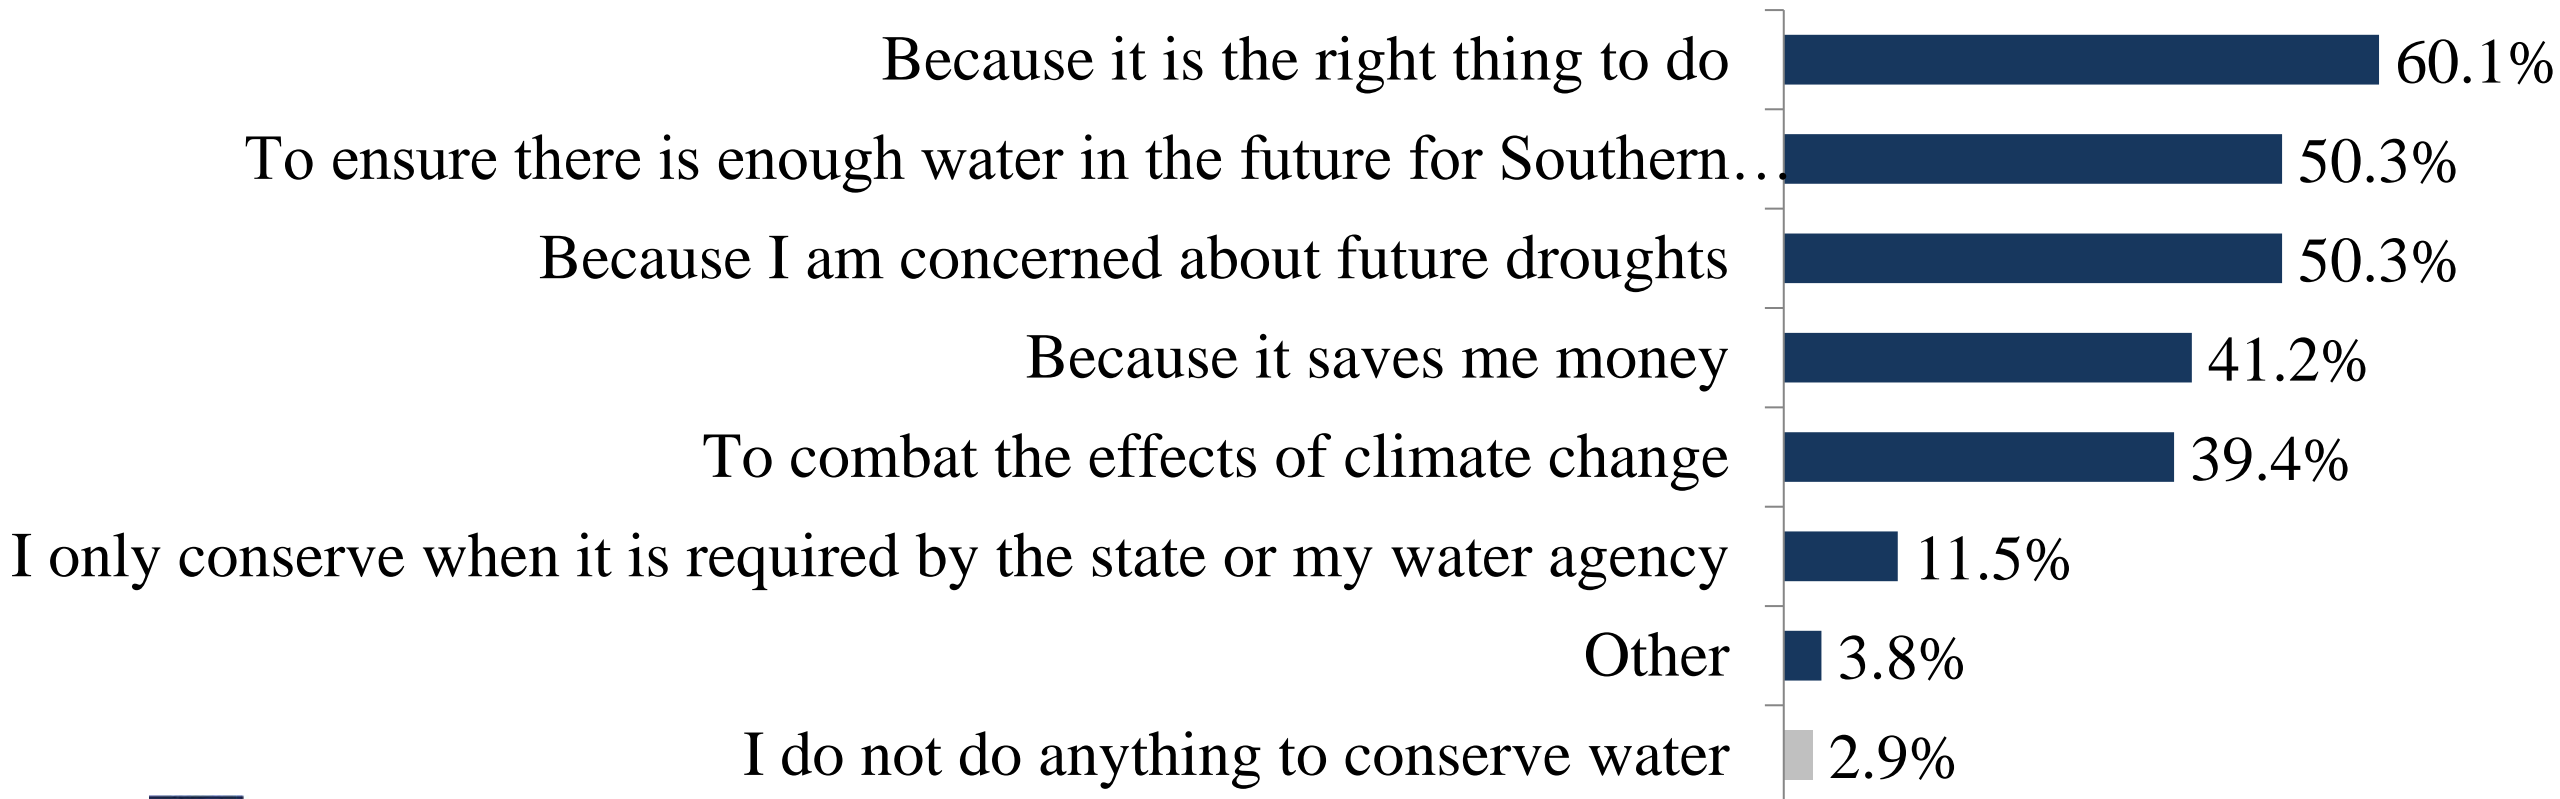 Because it is the right thing to do 60.1%
To ensure there is enough water in the future for Southern… 50.3%
Because I am concerned about future droughts 50.3%
Because it saves me money 41.2%
To combat the effects of climate change 39.4%
I only conserve when it is required by the state or my water agency 11.5%
Other 3.8%
I do not do anything to conserve water 2.9%